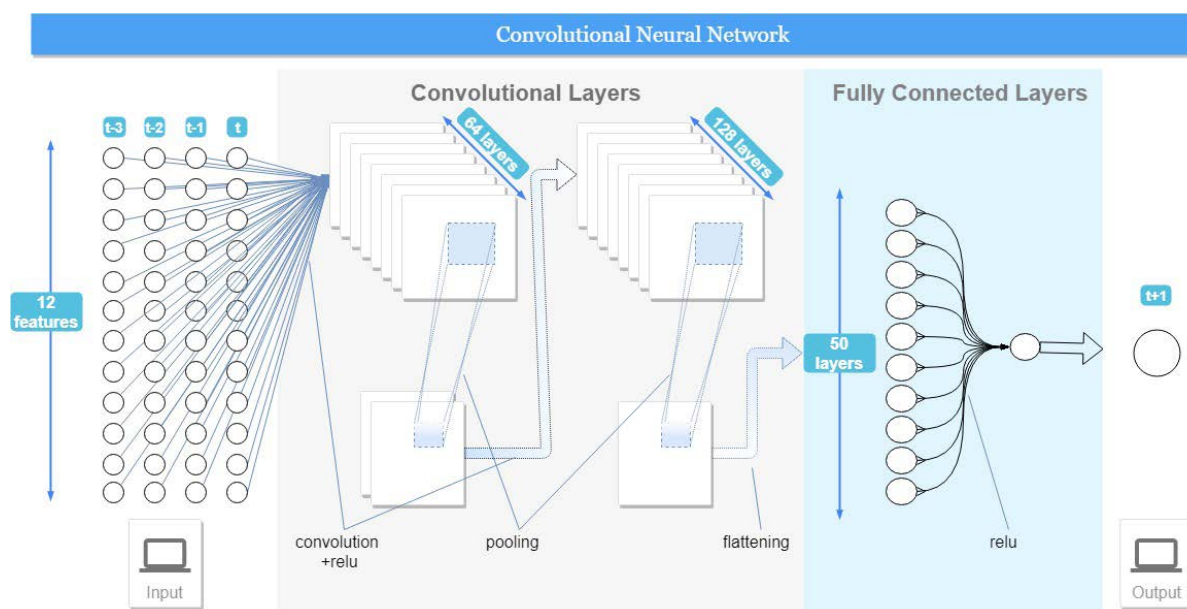 Convolutional Neural Network
Convolutional Layers
Fully Connected Layers
t-3
t-2
t-1
t
64 layers
128 layers
12
features
50
layers
t+1
convolution
+relu
pooling
flattening
relu
Input
Output